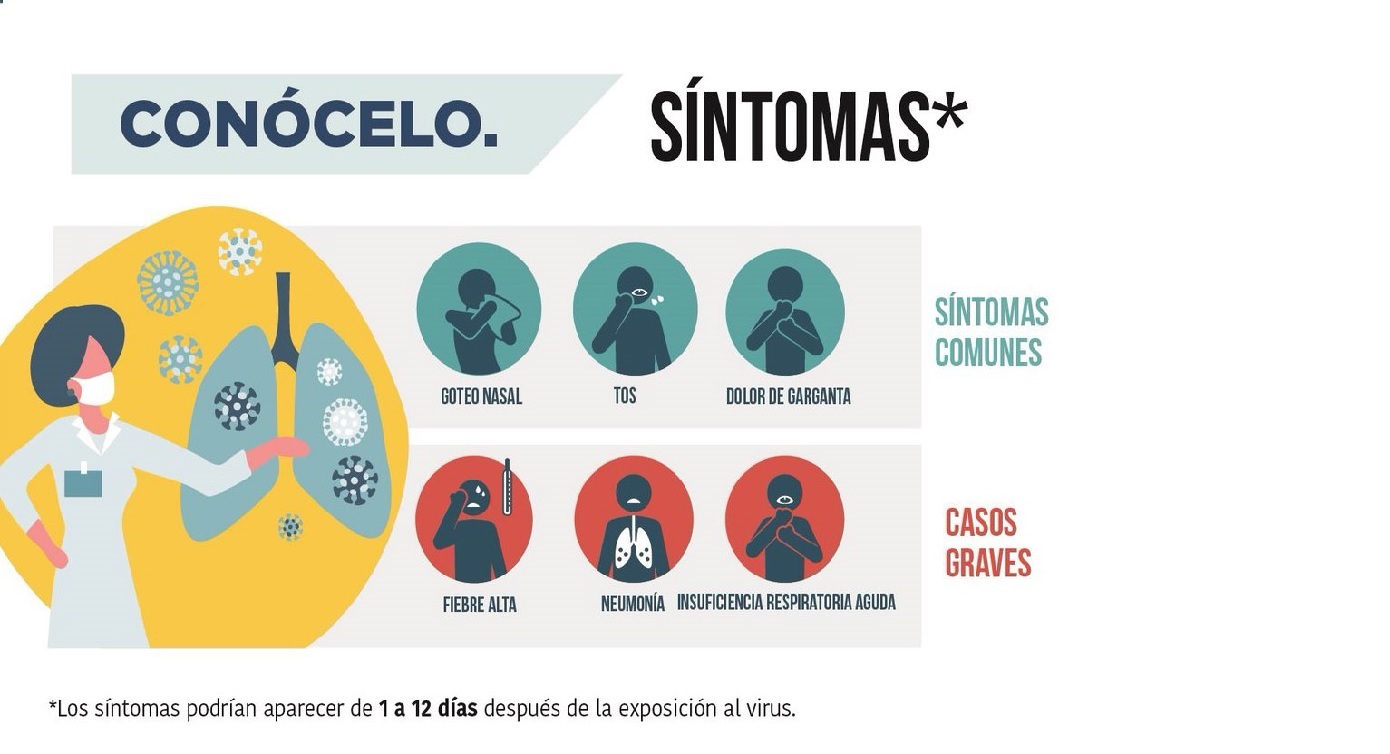 CONÓCELO.
SÍNTOMAS*
GOTEO NASAL
TOS
DOLOR DE GARGANTA
SÍNTOMAS
COMUNES
FIEBRE ALTA
NEUMONÍA
INSUFICIENCIA RESPIRATORIA AGUDA
CASOS
GRAVES
*Los síntomas podrían aparecer de 1 a 12 días después de la exposición al virus.